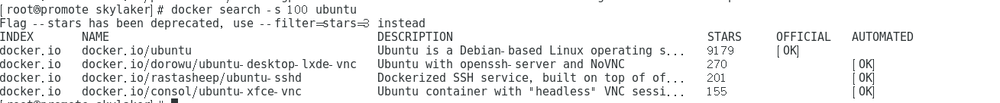 [root@promote skylaker]# docker search -s 100 ubuntu
Flag --stars has been deprecated, use --filter=stars=3 instead
INDEX NAME DESCRIPTION STARS OFFICIAL AUTOMATED
docker.io docker.io/ubuntu Ubuntu is a Debian-based Linux operating s... 9179 [OK]
docker.io docker.io/dorowu/ubuntu-desktop-lxde-vnc Ubuntu with openssh-server and NoVNC 270 [OK]
docker.io docker.io/rastasheep/ubuntu-sshd Dockerized SSH service, built on top of of... 201 [OK]
docker.io docker.io/consol/ubuntu-xfce-vnc Ubuntu container with "headless" VNC sessi... 155 [OK]
[root@promote skylaker]#